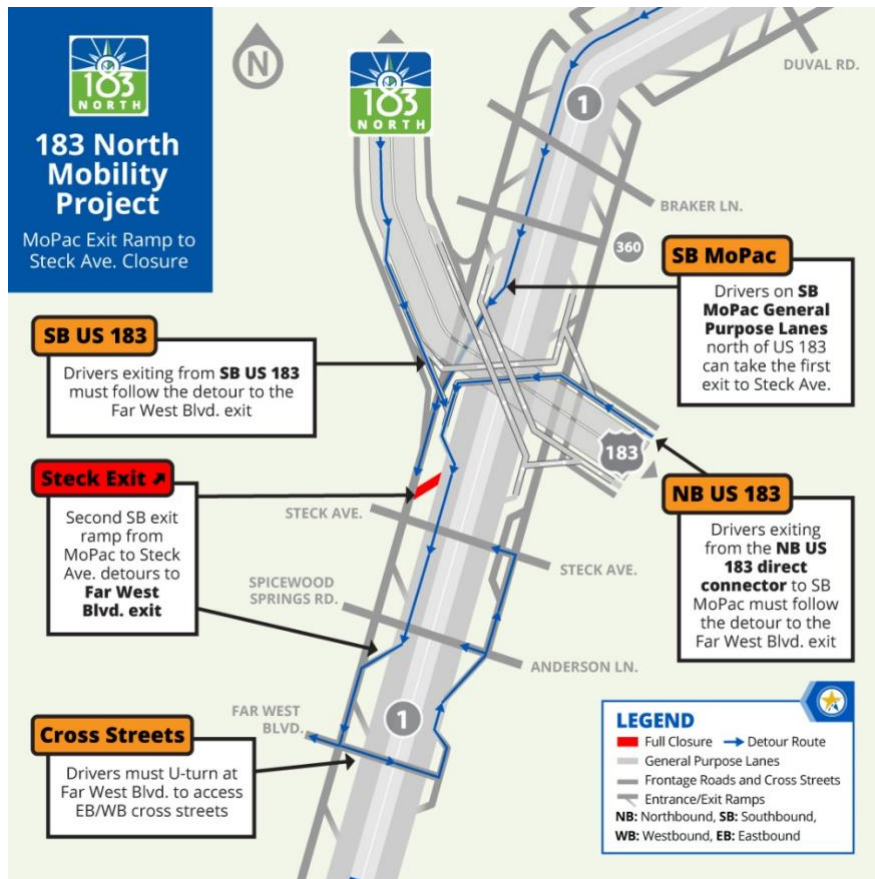 183
NORTH
183 North
Mobility
Project
MoPac Exit Ramp to
Steck Ave. Closure
N
183
NORTH
1
DUVAL RD.
BRAKER LN.
360
SB MoPac
Drivers on SB
MoPac General
Purpose Lanes
north of US 183
can take the first
exit to Steck Ave.
SB US 183
Drivers exiting from SB US 183
must follow the detour to the
Far West Blvd. exit
183
Steck Exit ↗
Second SB exit
ramp from
MoPac to Steck
Ave. detours to
Far West
Blvd. exit
NB US 183
Drivers exiting
from the NB US
183 direct
connector to SB
MoPac must follow
the detour to the
Far West Blvd. exit
STECK AVE.
STECK AVE.
SPICEWOOD
SPRINGS RD.
ANDERSON LN.
FAR WEST
BLVD.
1
Cross Streets
Drivers must U-turn at
Far West Blvd. to access
EB/WB cross streets
LEGEND
Full Closure
Detour Route
General Purpose Lanes
Frontage Roads and Cross Streets
Entrance/Exit Ramps
NB: Northbound, SB: Southbound,
WB: Westbound, EB: Eastbound